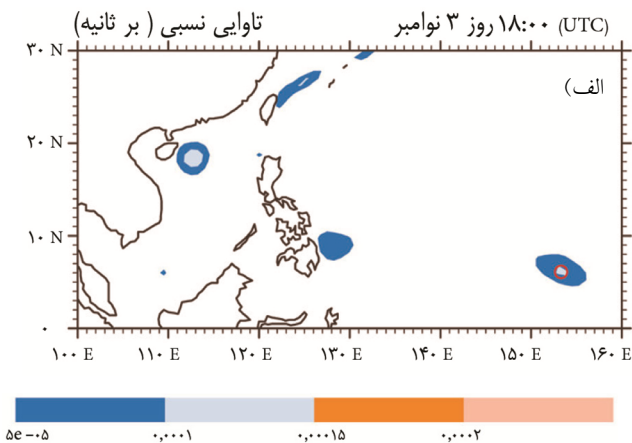 تاوایی نسبی ( بر ثانیه) ۱۸:۰۰ روز ۳ نوامبر (UTC)
الف)
۳۰ N
۲۰ N
۱۰ N
۰
۱۰۰ E ۱۱۰ E ۱۲۰ E ۱۳۰ E ۱۴۰ E ۱۵۰ E ۱۶۰ E
۵e -۰۵ ۰,۰۰۰۱ ۰,۰۰۰۱۵ ۰,۰۰۰۲